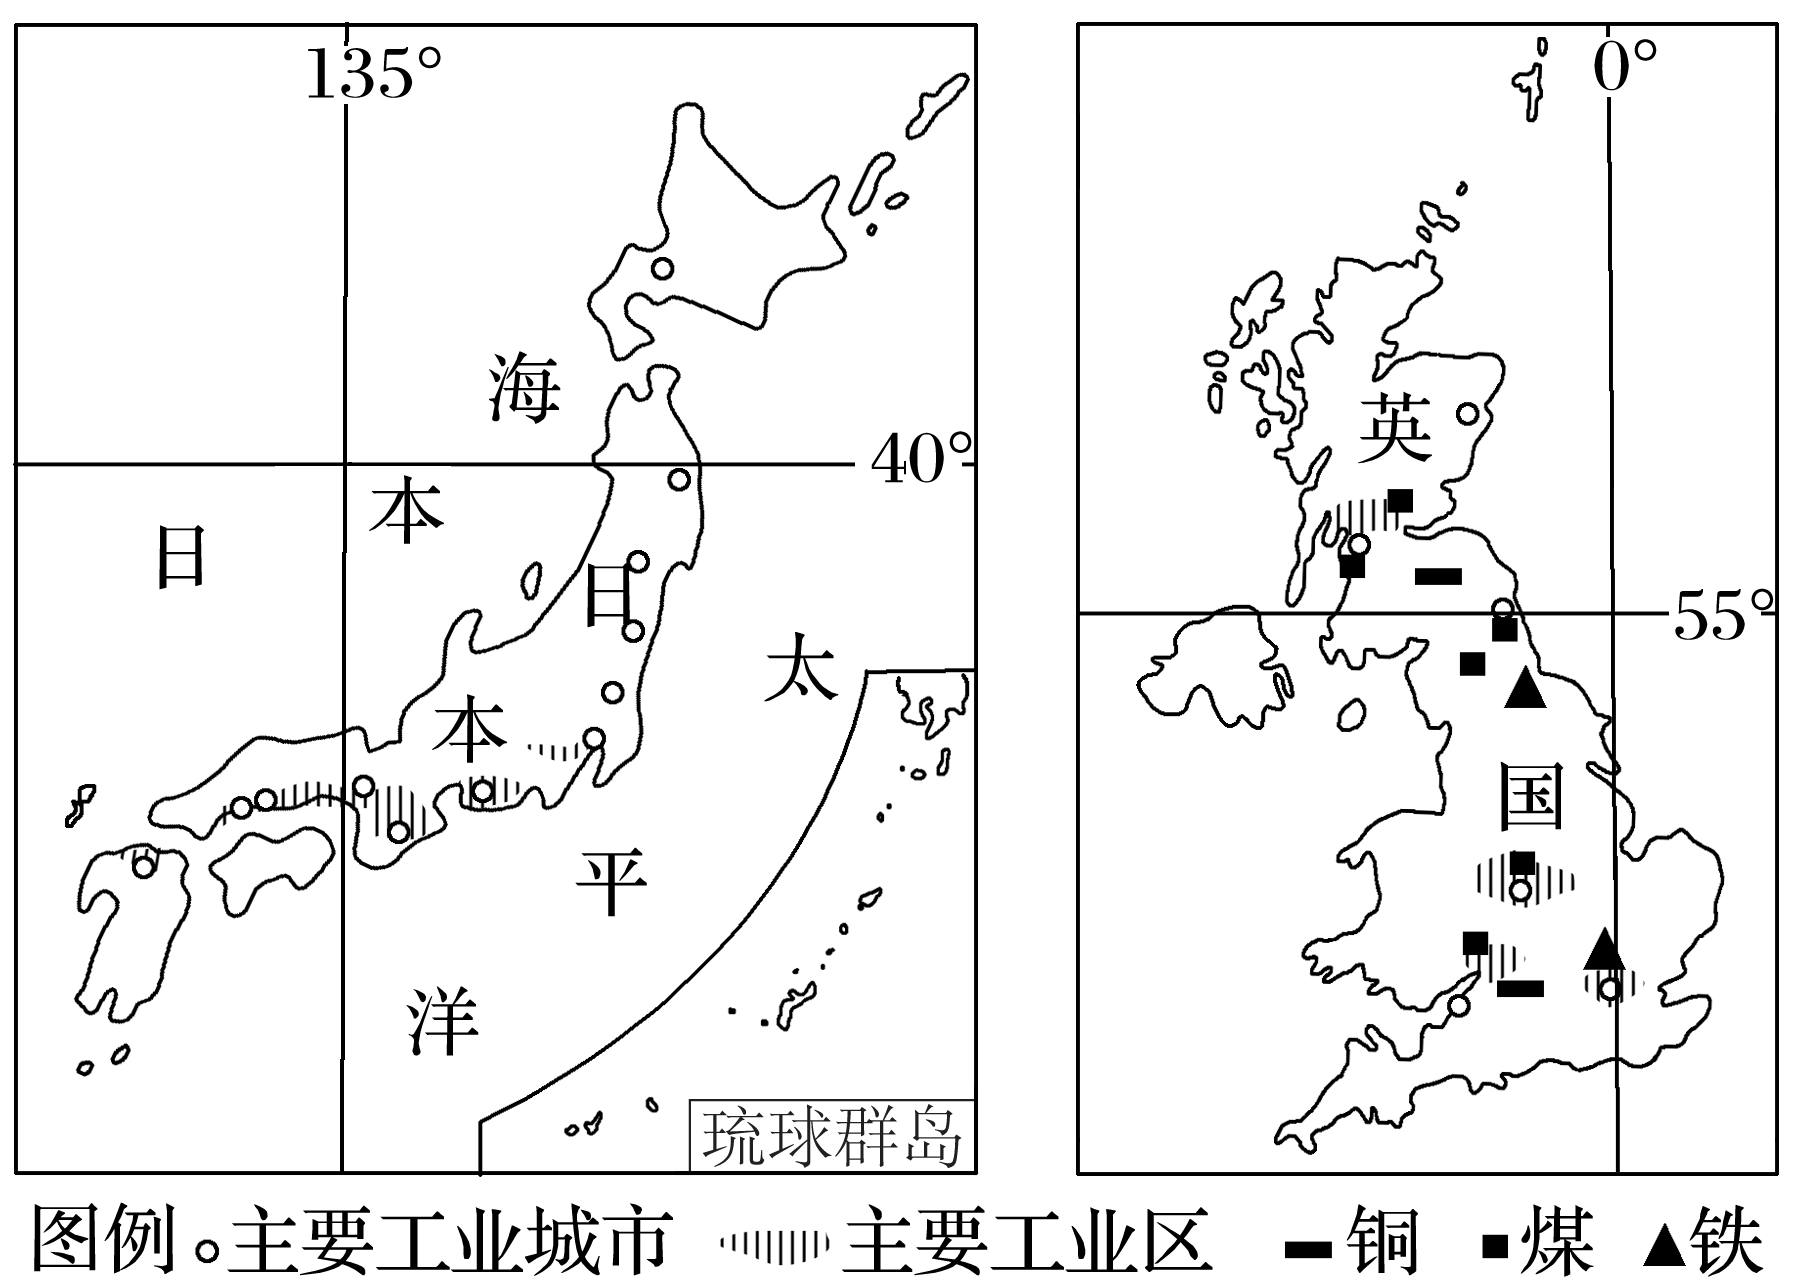 135°
0°
海
40°
英
本
日
日
55°
太
本
国
平
洋
琉球群岛
图例 主要工业城市 主要工业区 铜 煤 铁